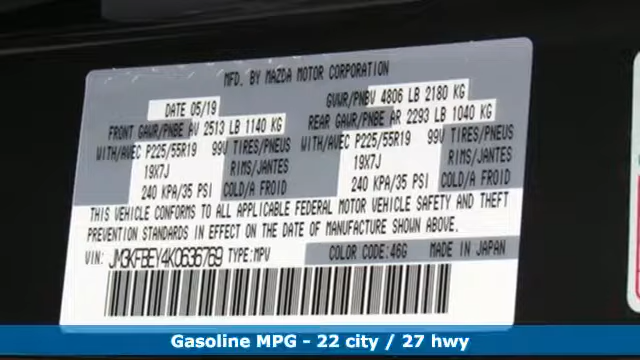 MFD. BY MAZDA MOTOR CORPORATION
DATE 05/19 GVWR/PNBV 4806 LB 2180 KG
FRONT GAWR/PNBE AV 2513 LB 1140 KG REAR GAWR/PNBE AR 2293 LB 1040 KG
WITH/AVEC P225/55R19 99V TIRES/PNEUS WITH/AVEC P225/55R19 99V TIRES/PNEUS
19X7J RIMS/JANTES 19X7J RIMS/JANTES
240 KPA/35 PSI COLD/A FROID 240 KPA/35 PSI COLD/A FROID
THIS VEHICLE CONFORMS TO ALL APPLICABLE FEDERAL MOTOR VEHICLE SAFETY AND THEFT
PREVENTION STANDARDS IN EFFECT ON THE DATE OF MANUFACTURE SHOWN ABOVE.
VIN: JM3KFBEY4K0636769 TYPE:MPV COLOR CODE:46G MADE IN JAPAN
Gasoline MPG - 22 city / 27 hwy